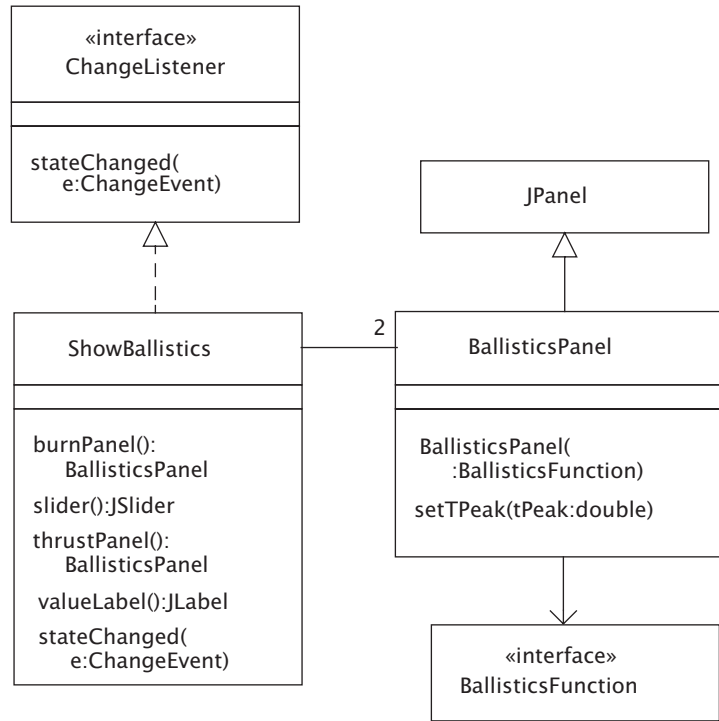 «interface»
ChangeListener
stateChanged(
e:ChangeEvent)
JPanel
ShowBallistics
2
BallisticsPanel
burnPanel():
BallisticsPanel
slider():JSlider
thrustPanel():
BallisticsPanel
valueLabel():JLabel
stateChanged(
e:ChangeEvent)
BallisticsPanel(
:BallisticsFunction)
setTPeak(tPeak:double)
«interface»
BallisticsFunction